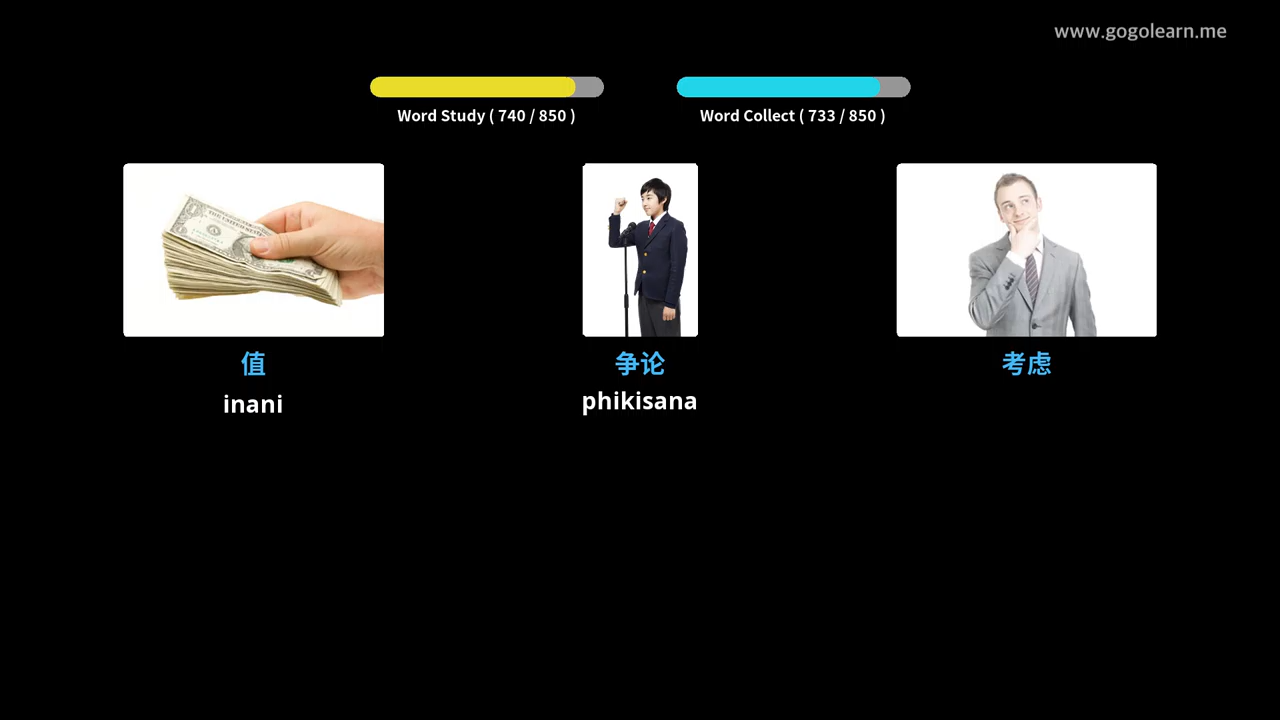 www.gogolearn.me
Word Study ( 740 / 850 )
Word Collect ( 733 / 850 )
值
争论
考虑
inani
phikisana